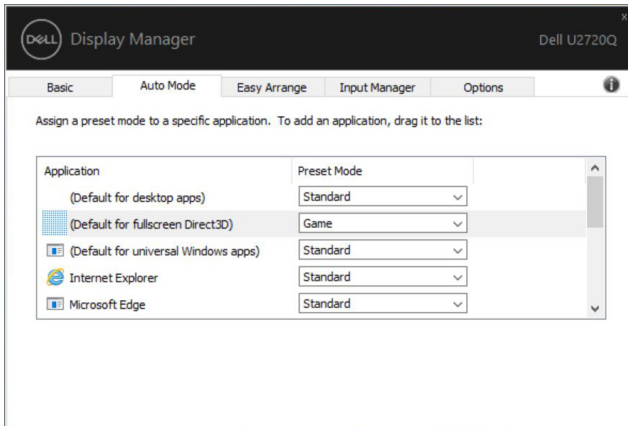 x
DELL Display Manager
Dell U2720Q
Basic Auto Mode Easy Arrange Input Manager Options i
Assign a preset mode to a specific application. To add an application, drag it to the list:
Application Preset Mode
(Default for desktop apps) Standard
(Default for fullscreen Direct3D) Game
(Default for universal Windows apps) Standard
Internet Explorer Standard
Microsoft Edge Standard